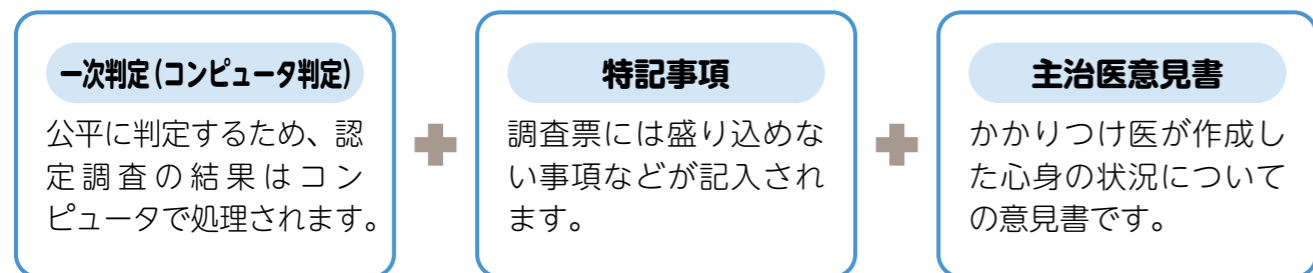 一次判定(コンピュータ判定)
公平に判定するため、認
定調査の結果はコン
ピュータで処理されます。
特記事項
調査票には盛り込めな
い事項などが記入され
ます。
主治医意見書
かかりつけ医が作成し
た心身の状況について
の意見書です。